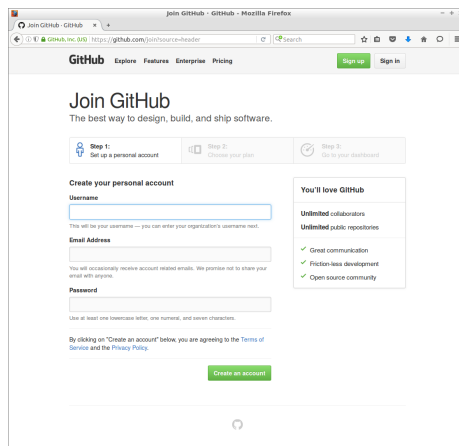 Join GitHub · GitHub - Mozilla Firefox
Join GitHub · GitHub
GitHub, Inc. (US) https://github.com/join?source=header
Search
GitHub Explore Features Enterprise Pricing
Sign up Sign in
Join GitHub
The best way to design, build, and ship software.
Step 1:
Set up a personal account
Step 2:
Choose your plan
Step 3:
Go to your dashboard
Create your personal account
Username
This will be your username — you can enter your organization's username next.
Email Address
You will occasionally receive account related emails. We promise not to share your
email with anyone.
Password
Use at least one lowercase letter, one numeral, and seven characters.
By clicking on "Create an account" below, you are agreeing to the Terms of
Service and the Privacy Policy.
Create an account
You'll love GitHub
Unlimited collaborators
Unlimited public repositories
Great communication
Friction-less development
Open source community